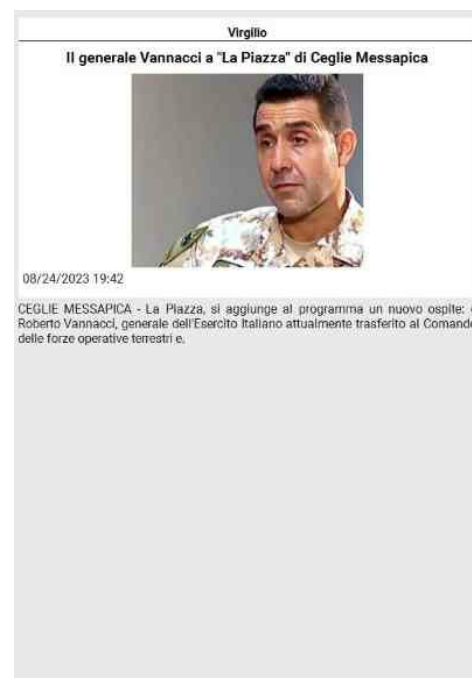 Virgilio
Il generale Vannacci a "La Piazza" di Ceglie Messapica
08/24/2023 19:42
CEGLIE MESSAPICA - La Piazza, si aggiunge al programma un nuovo ospite:
Roberto Vannacci, generale dell'Esercito Italiano attualmente trasferito al Comando
delle forze operative terrestri e,